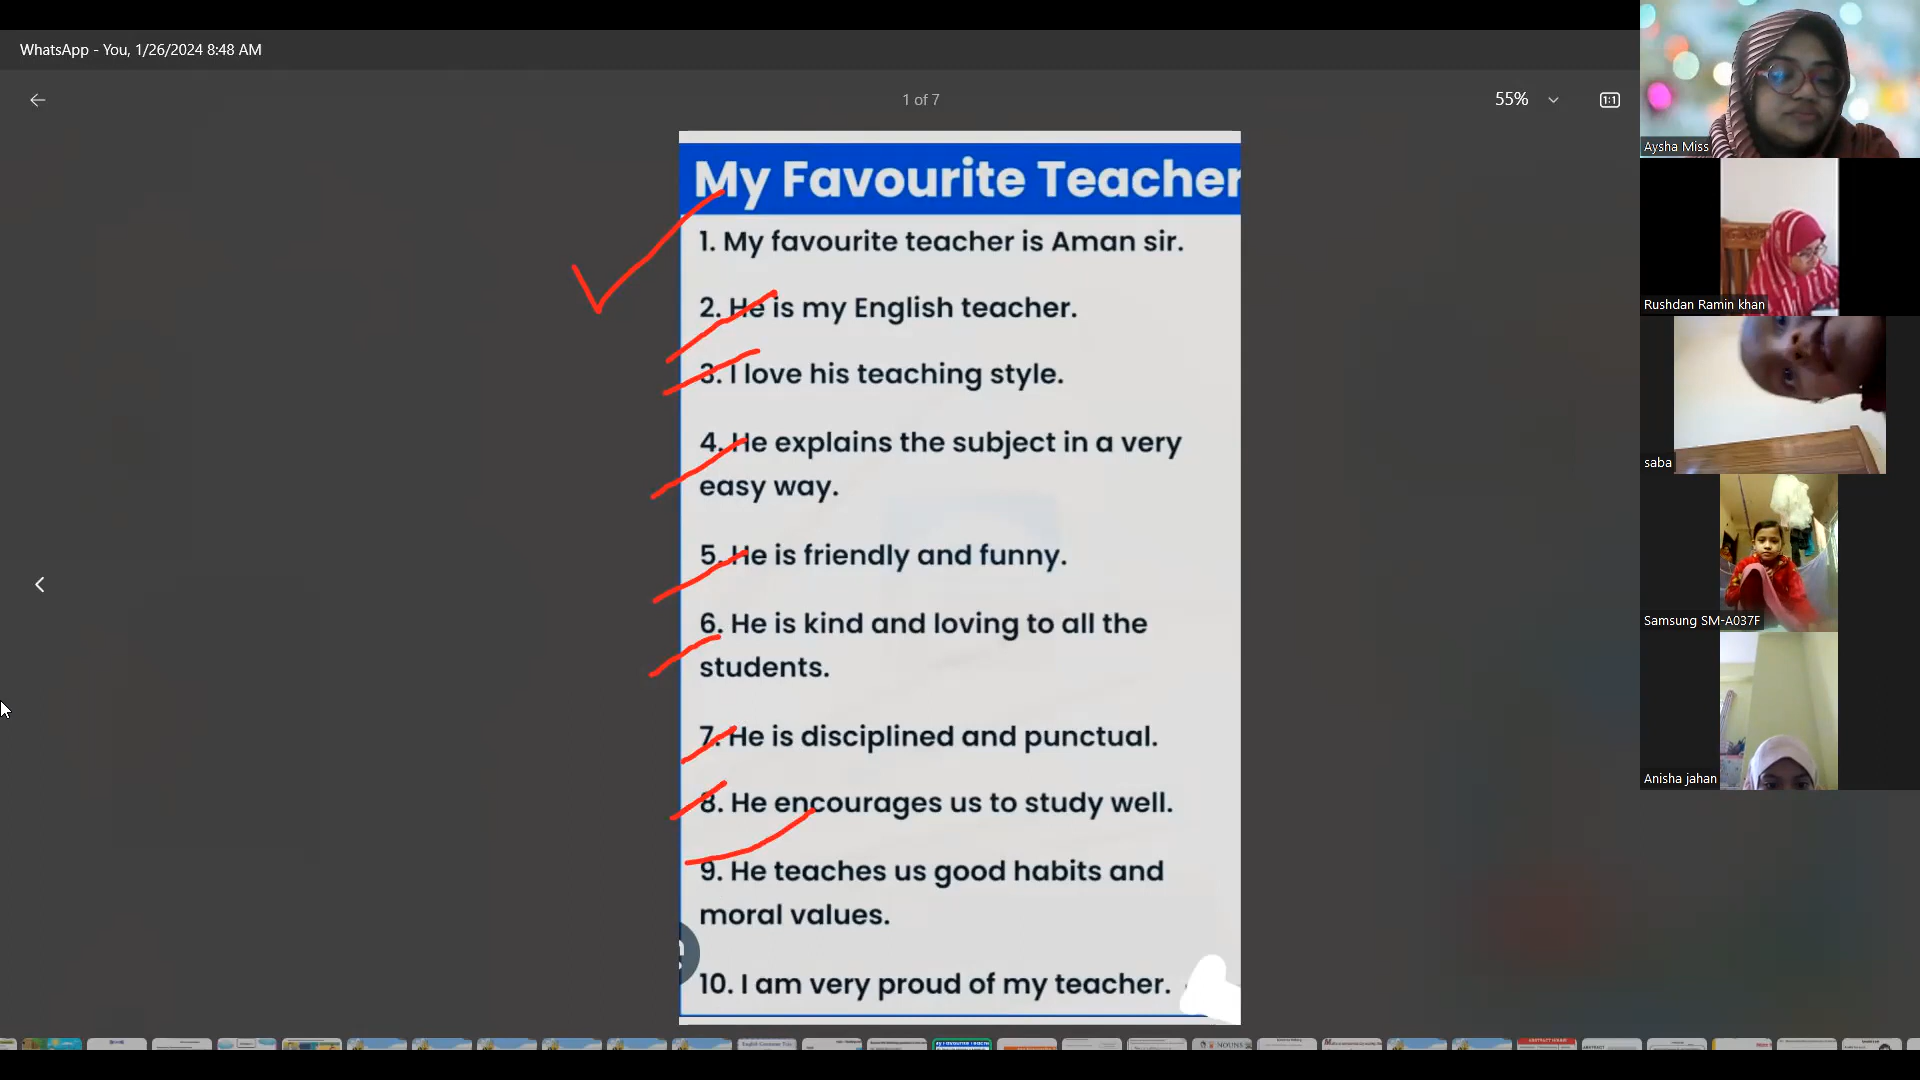 WhatsApp - You, 1/26/2024 8:48 AM
1 of 7
55%
1:1
My Favourite Teacher
1. My favourite teacher is Aman sir.
2. He is my English teacher.
3. I love his teaching style.
4. He explains the subject in a very
easy way.
5. He is friendly and funny.
6. He is kind and loving to all the
students.
7. He is disciplined and punctual.
8. He encourages us to study well.
9. He teaches us good habits and
moral values.
10. I am very proud of my teacher.
Aysha Miss
Rushdan Ramin khan
saba
Samsung SM-A037F
Anisha jahan
NOUNS